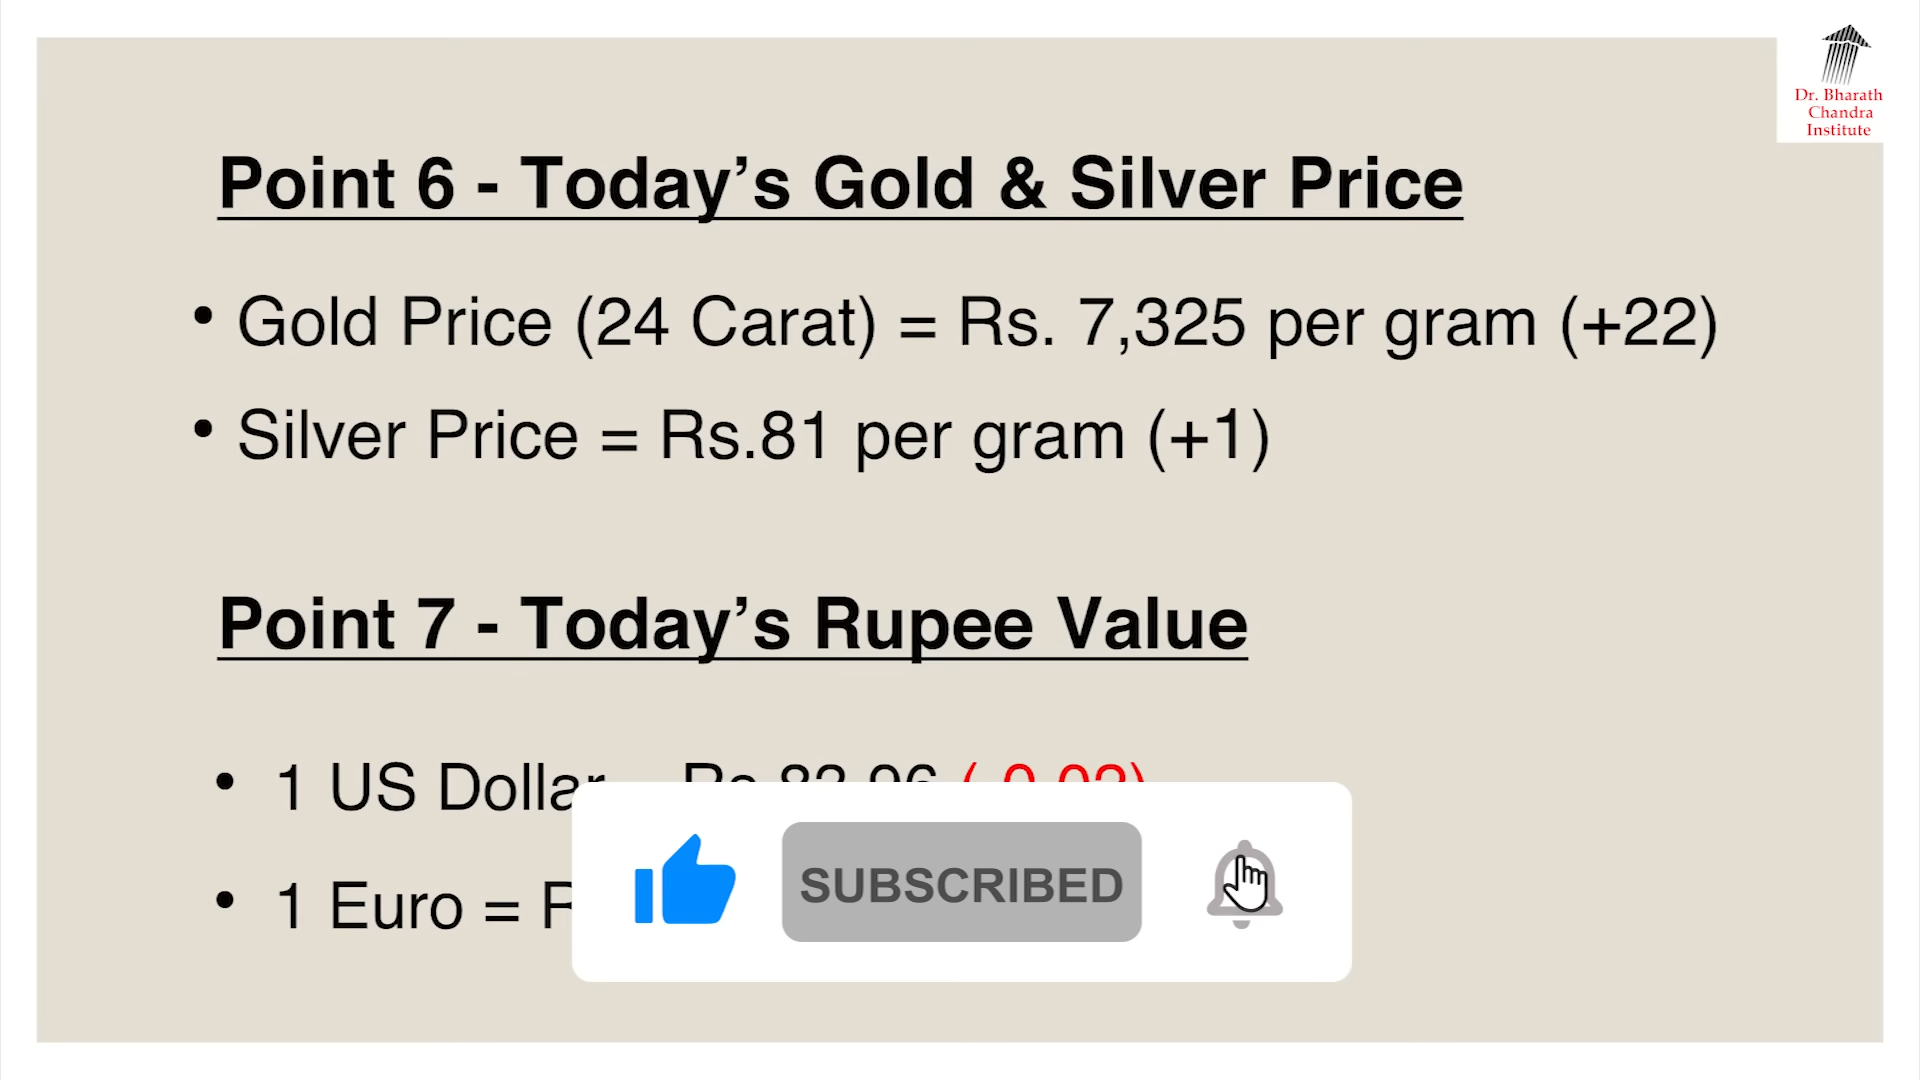 Dr. Bharath
Chandra
Institute
Point 6 - Today’s Gold & Silver Price
• Gold Price (24 Carat) = Rs. 7,325 per gram (+22)
• Silver Price = Rs.81 per gram (+1)
Point 7 - Today’s Rupee Value
• 1 US Dollar
• 1 Euro =
SUBSCRIBED